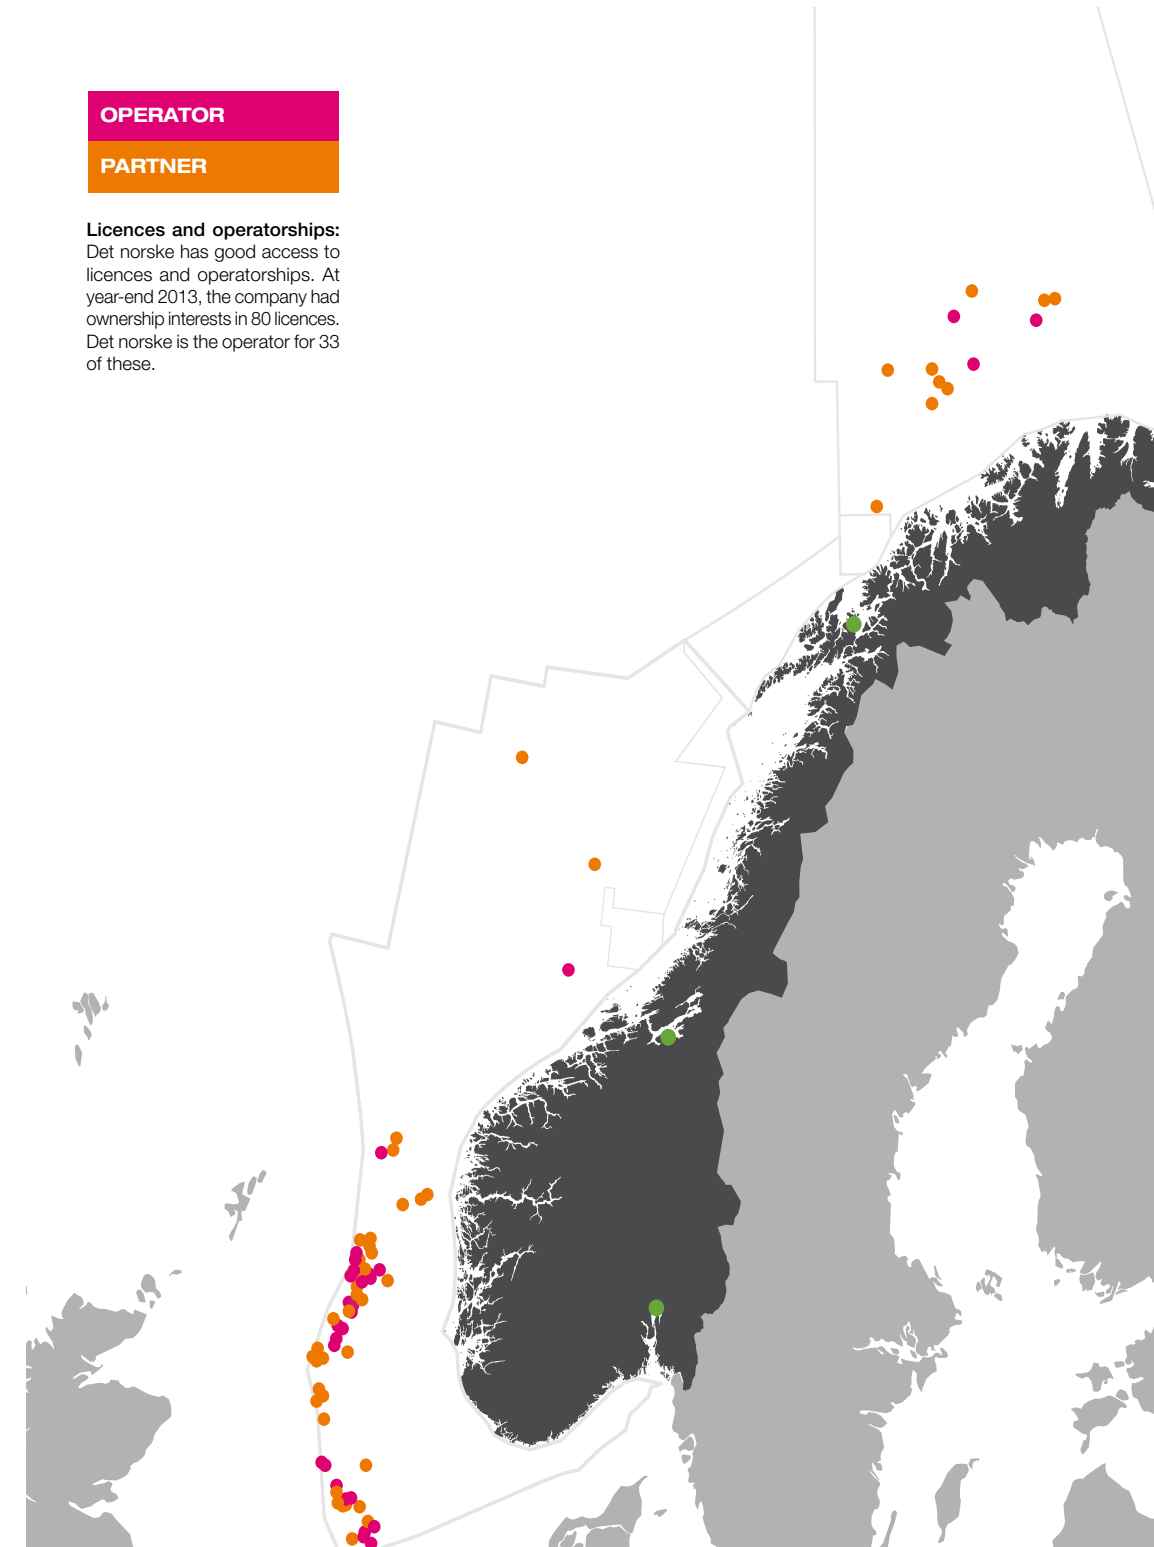 OPERATOR
PARTNER
Licences and operatorships:
Det norske has good access to
licences and operatorships. At
year-end 2013, the company had
ownership interests in 80 licences.
Det norske is the operator for 33
of these.